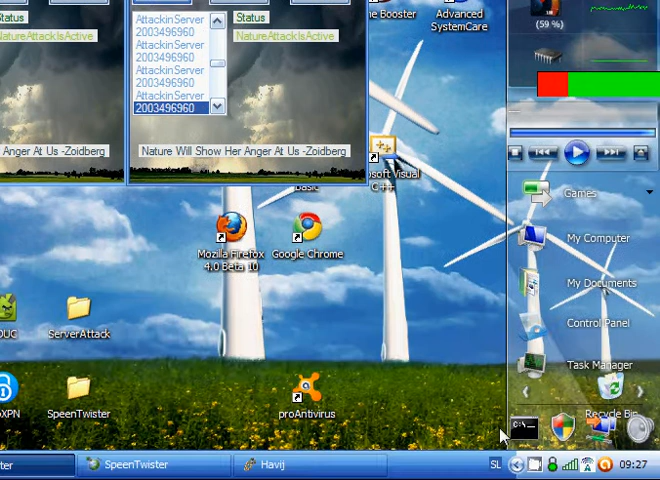 Status
NatureAttackIsActive
Anger At Us -Zoidberg
AttackinServer
2003496960
AttackinServer
2003496960
AttackinServer
2003496960
AttackinServer
2003496960
Status
NatureAttackIsActive
Nature Will Show Her Anger At Us -Zoidberg
Booster
Advanced
SystemCare
(59 %)
Visual
C++
Basic
Mozilla Firefox
4.0 Beta 10
Google Chrome
Games
My Computer
My Documents
Control Panel
Task Manager
Recycle Bin
DUC
ServerAttack
SpeenTwister
proAntivirus
C:\
SpeenTwister
Havij
SL
09:27